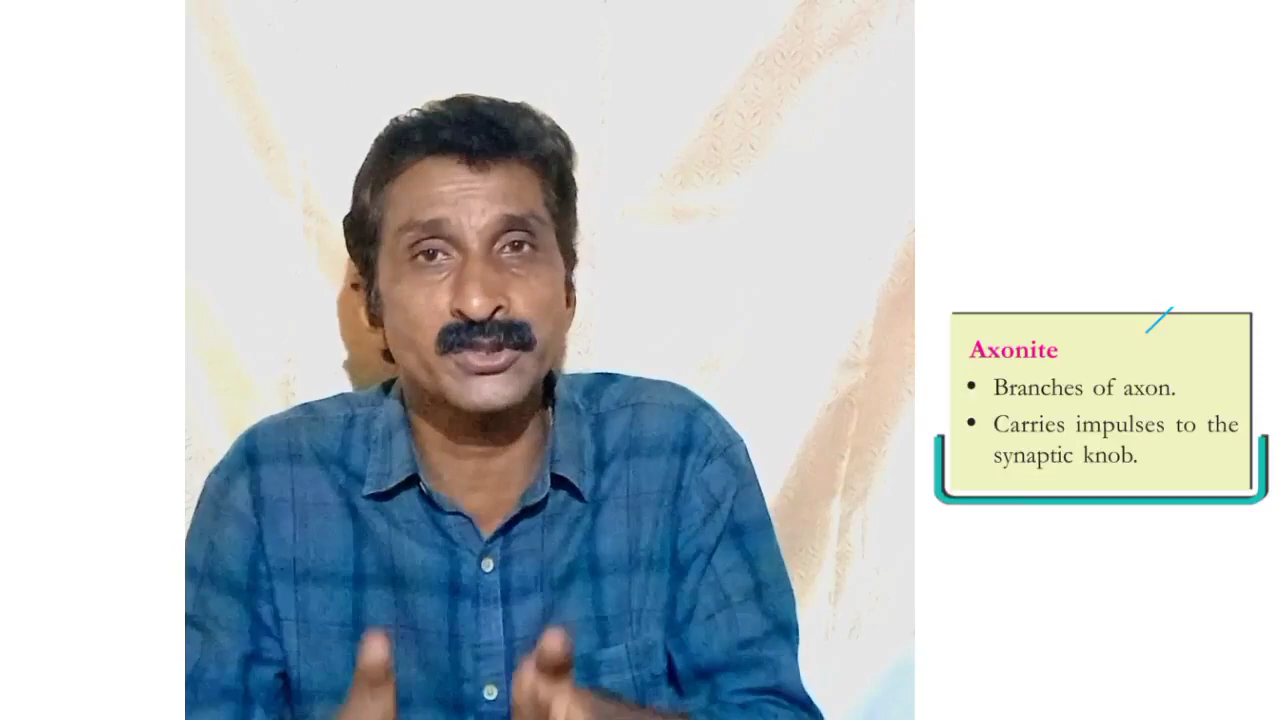 Axonite
• Branches of axon.
• Carries impulses to the
synaptic knob.